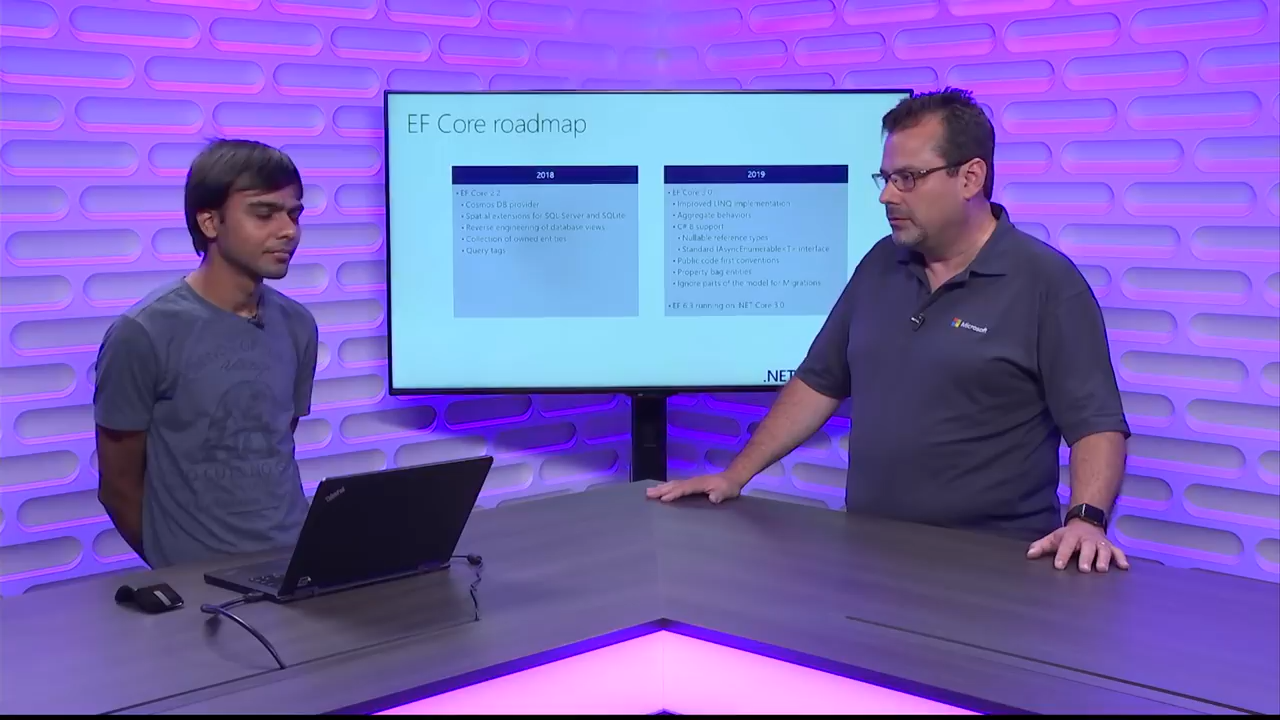 EF Core roadmap
2018
• EF Core 2.2
• Cosmos DB provider
• Spatial extensions for SQL Server and SQLite
• Reverse engineering of database views
• Collection of owned entities
• Query tags
2019
• EF Core 3.0
• Improved LINQ implementation
• Aggregate behaviors
• C# 8 support
• Nullable reference types
• Standard IAsyncEnumerable<T> interface
• Public code first conventions
• Property bag entities
• Ignore parts of the model for Migrations
• EF 6.3 running on .NET Core 3.0
.NET
Microsoft
ThinkPad